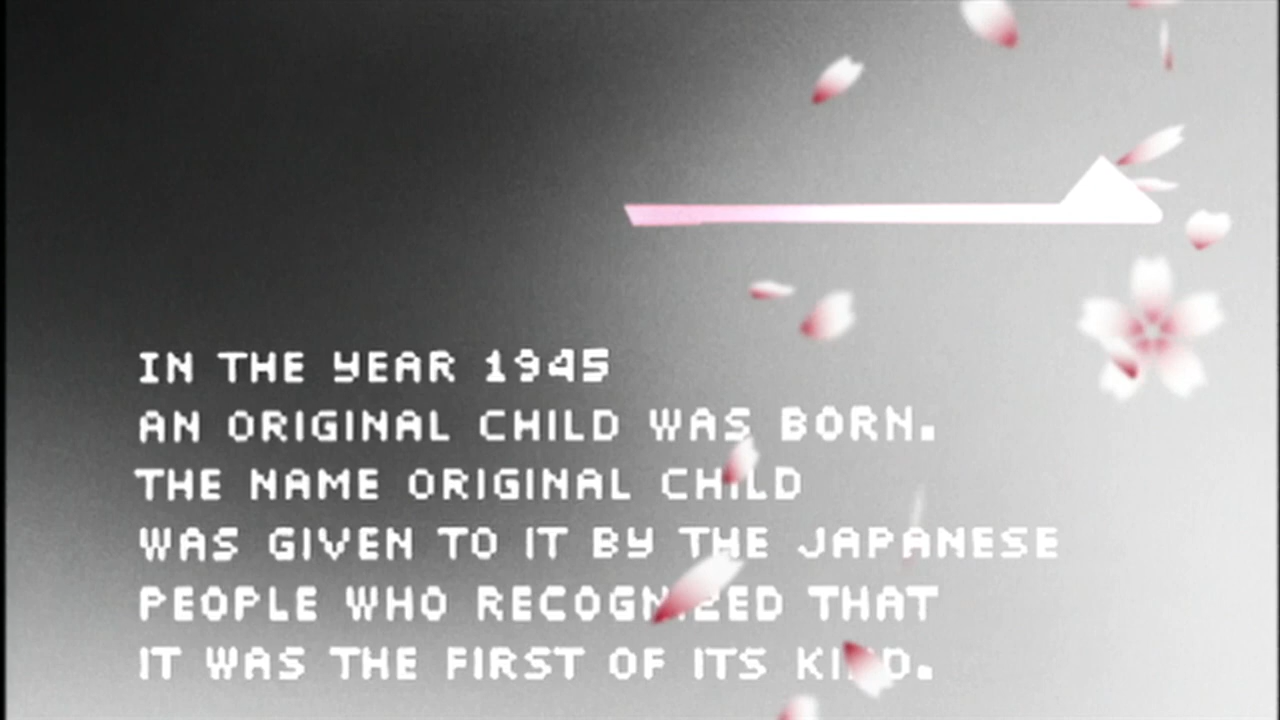 IN THE YEAR 1945
AN ORIGINAL CHILD WAS BORN.
THE NAME ORIGINAL CHILD
WAS GIVEN TO IT BY THE JAPANESE
PEOPLE WHO RECOGNIZED THAT
IT WAS THE FIRST OF ITS KIND.